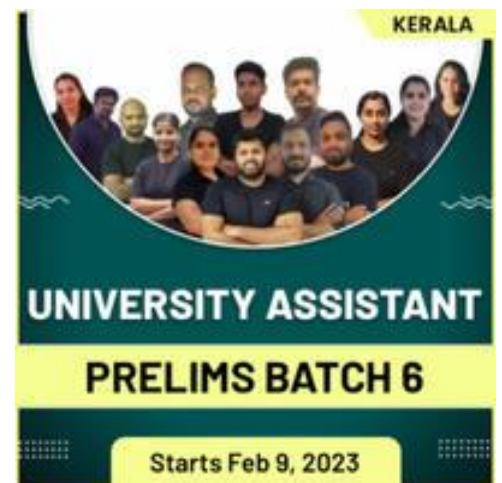 KERALA
UNIVERSITY ASSISTANT
PRELIMS BATCH 6
Starts Feb 9, 2023